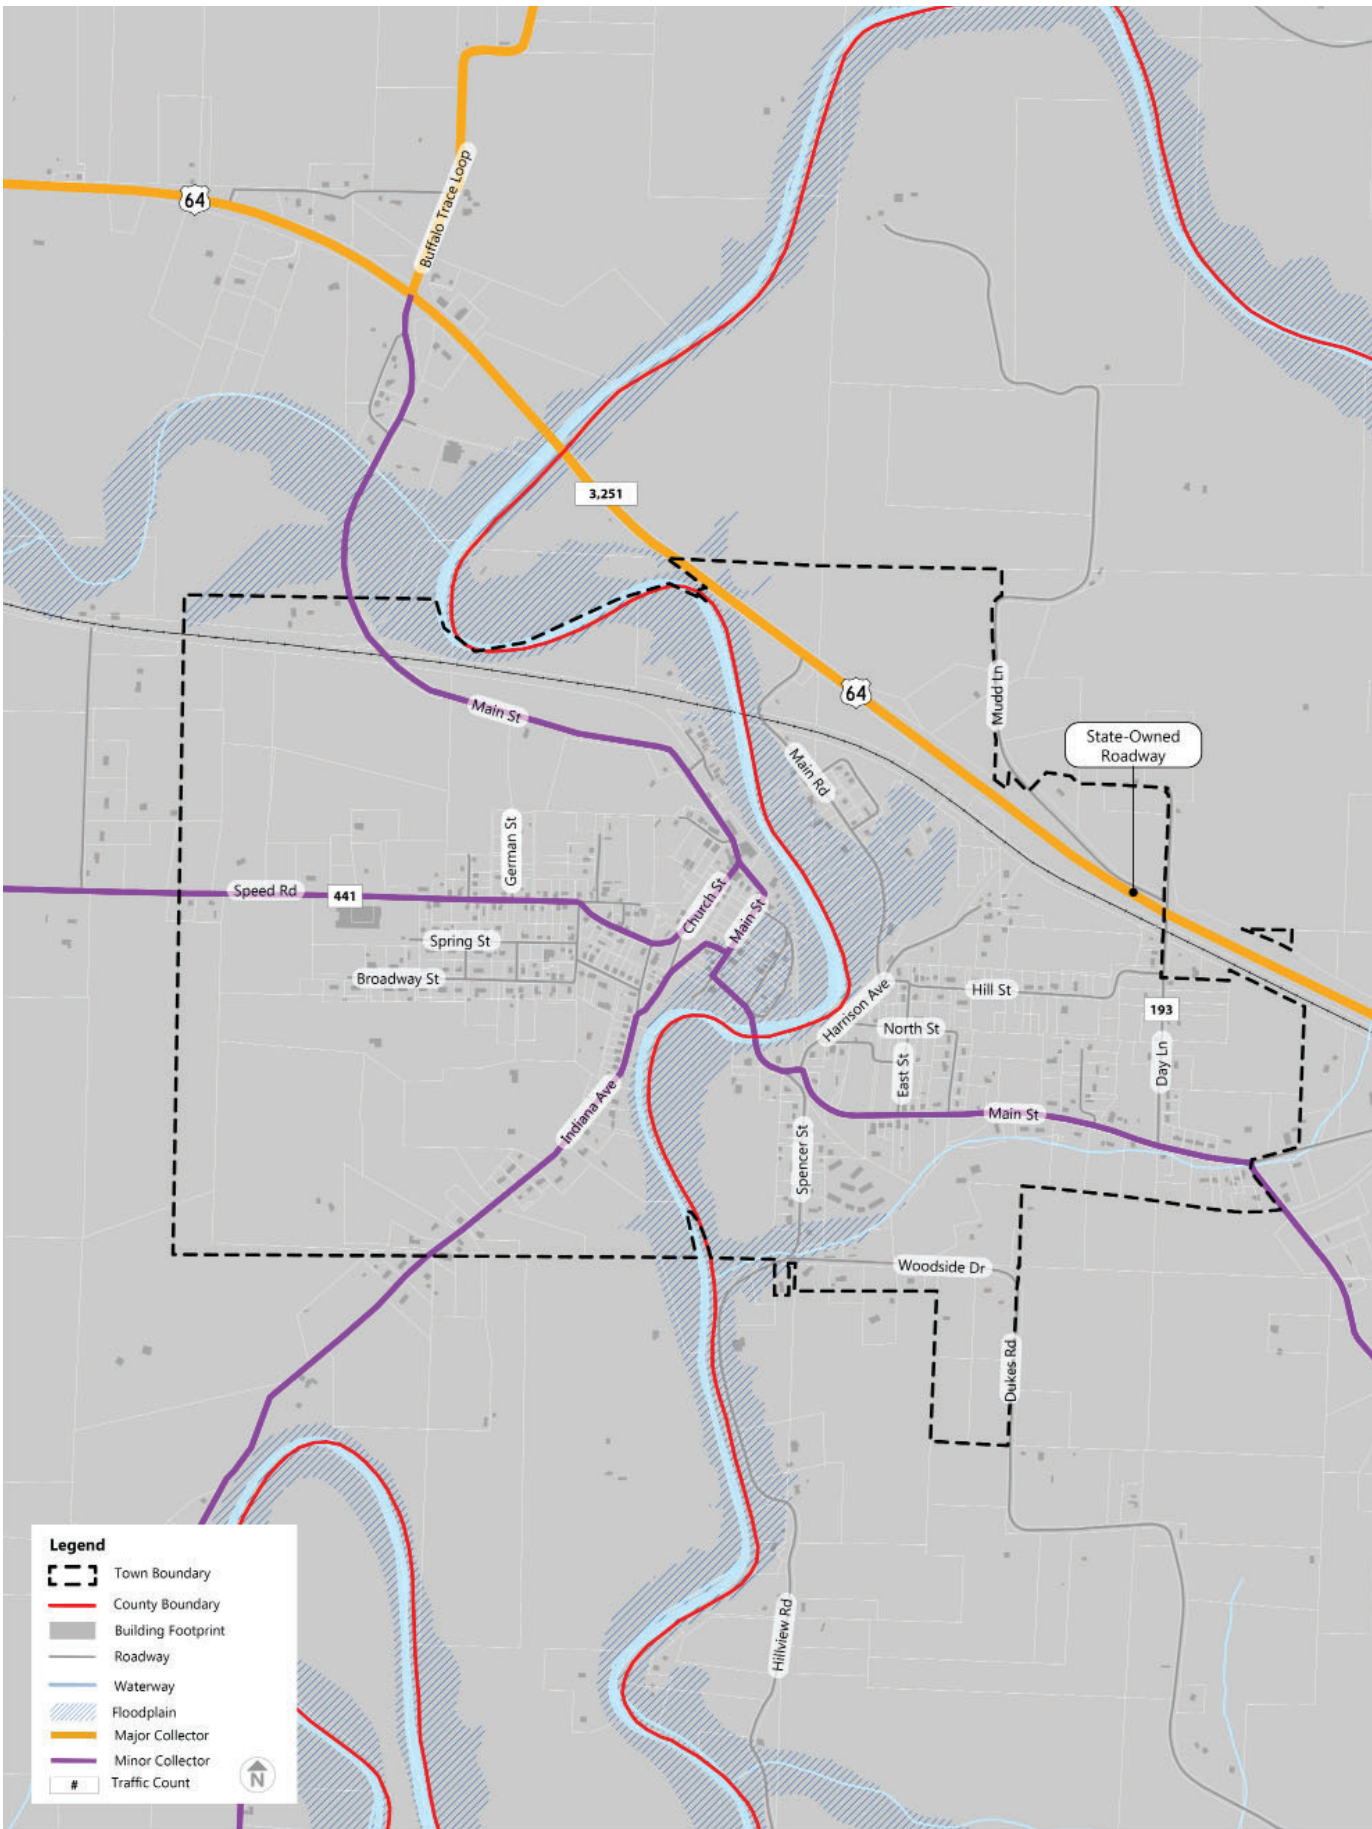 64
Buffalo Trace Loop
3,251
64
Mudd Ln
State-Owned
Roadway
Main St
Main Rd
German St
Speed Rd
441
Church St
Main St
Spring St
Broadway St
Harrison Ave
Hill St
193
North St
East St
Day Ln
Main St
Indiana Ave
Spencer St
Woodside Dr
Dukes Rd
Hillview Rd
Legend
Town Boundary
County Boundary
Building Footprint
Roadway
Waterway
Floodplain
Major Collector
Minor Collector
# Traffic Count
N